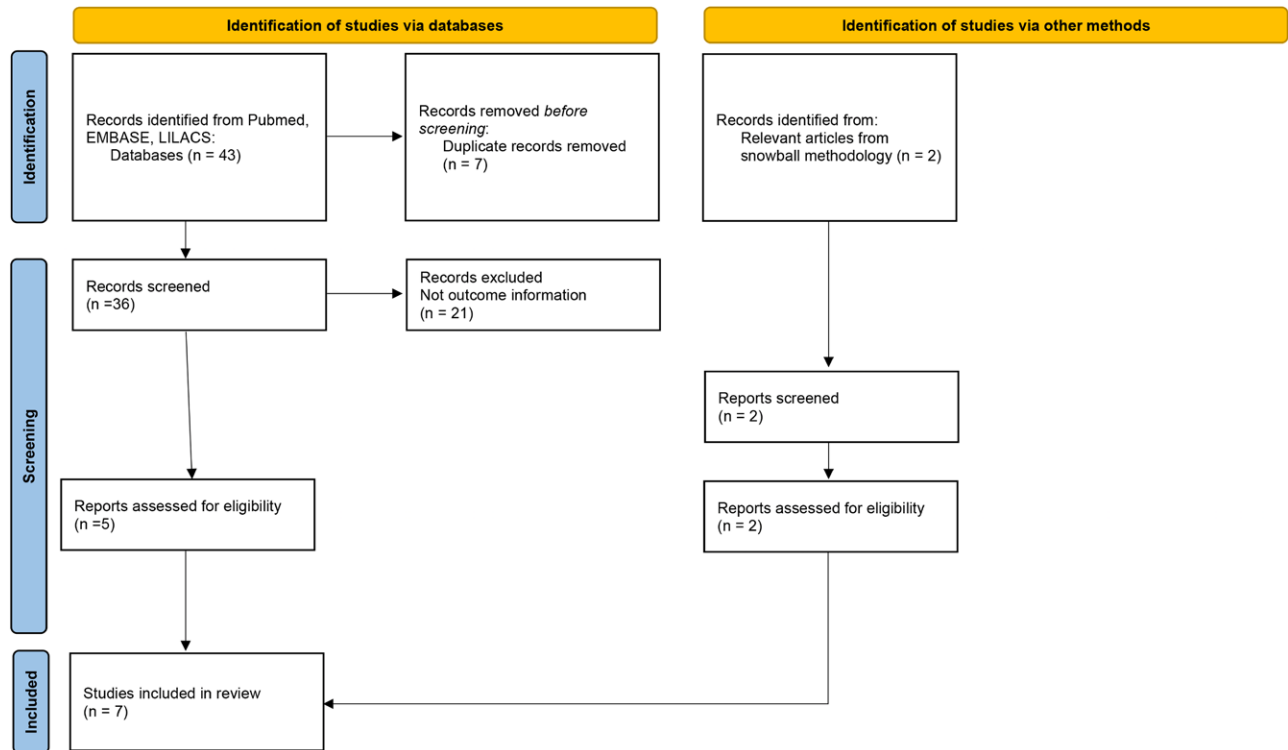 Identification of studies via databases
Identification of studies via other methods
Identification
Records identified from Pubmed,
EMBASE, LILACS:
Databases (n = 43)
Records removed before
screening:
Duplicate records removed
(n = 7)
Records identified from:
Relevant articles from
snowball methodology (n = 2)
Screening
Records screened
(n =36)
Records excluded
Not outcome information
(n = 21)
Reports screened
(n = 2)
Reports assessed for eligibility
(n =5)
Reports assessed for eligibility
(n = 2)
Included
Studies included in review
(n = 7)